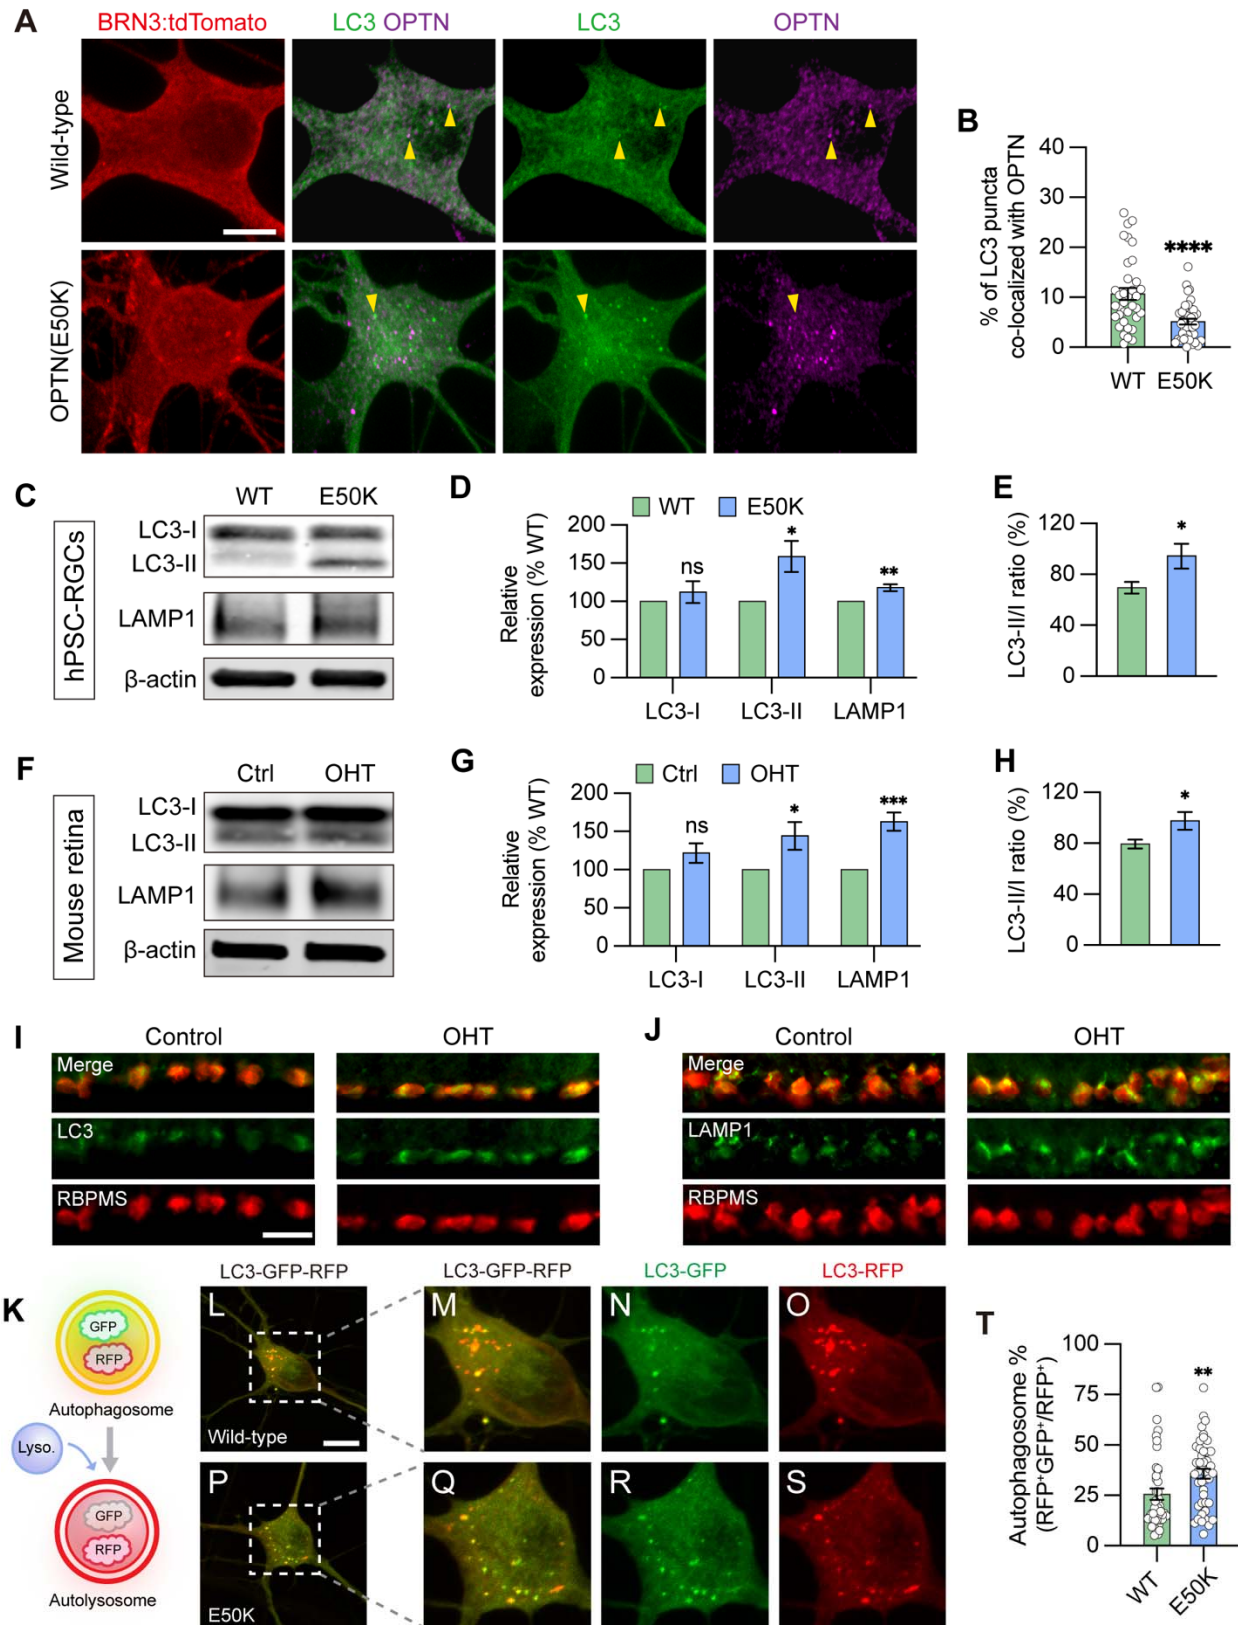 A
BRN3:tdTomato
LC3 OPTN
LC3
OPTN
Wild-type
OPTN(E50K)
B
% of LC3 puncta
co-localized with OPTN
40
30
20
10
0
****
WT E50K
C
hPSC-RGCs
WT E50K
LC3-I
LC3-II
LAMP1
β-actin
D
WT E50K
Relative
expression (% WT)
200
150
100
50
0
ns
*
**
LC3-I LC3-II LAMP1
E
LC3-II/I ratio (%)
120
80
40
0
*
F
Mouse retina
Ctrl OHT
LC3-I
LC3-II
LAMP1
β-actin
G
Ctrl OHT
Relative
expression (% WT)
200
150
100
50
0
ns
*
***
LC3-I LC3-II LAMP1
H
LC3-II/I ratio (%)
120
80
40
0
*
I
Control OHT
Merge
LC3
RBPMS
J
Control OHT
Merge
LAMP1
RBPMS
K
GFP
RFP
Autophagosome
Lyso.
GFP
RFP
Autolysosome
LC3-GFP-RFP
LC3-GFP-RFP
LC3-GFP
LC3-RFP
L
Wild-type
M
N
O
P
E50K
Q
R
S
T
Autophagosome %
(RFP⁺GFP⁺/RFP⁺)
100
75
50
25
0
**
WT
E50K